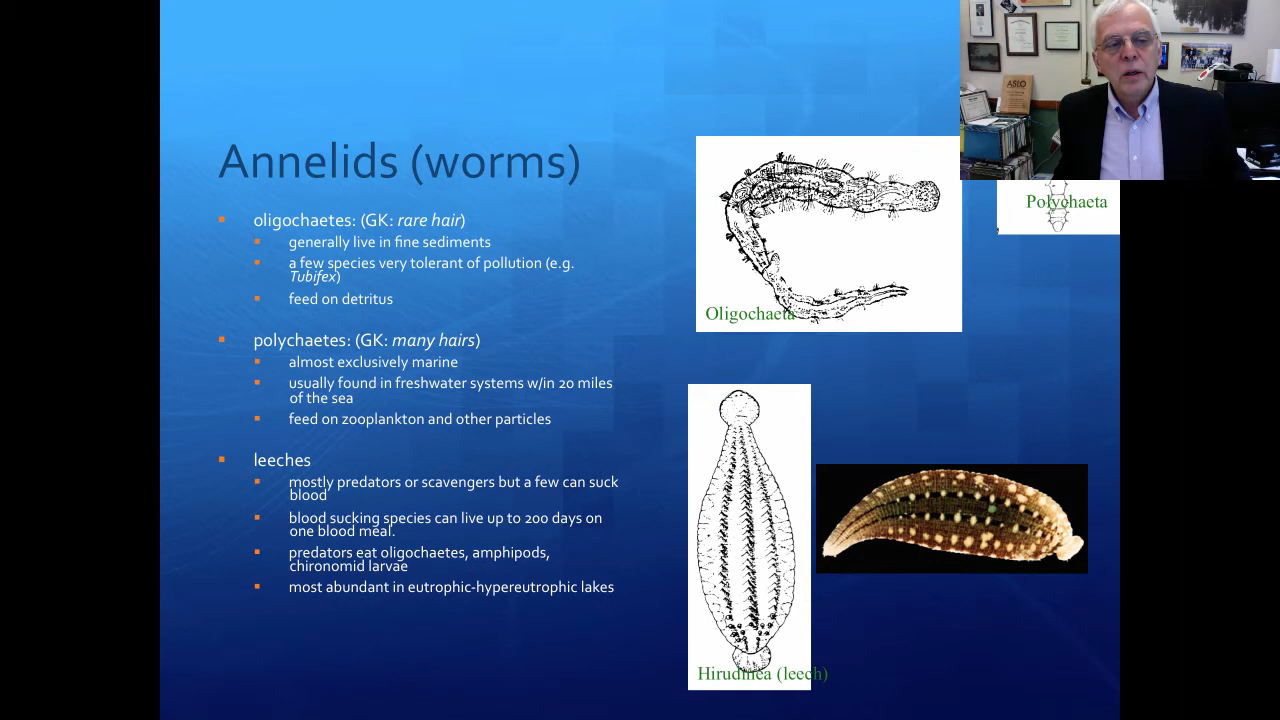 ASLO
Annelids (worms)
oligochaetes: (GK: rare hair)
generally live in fine sediments
a few species very tolerant of pollution (e.g.
Tubifex)
feed on detritus
polychaetes: (GK: many hairs)
almost exclusively marine
usually found in freshwater systems w/in 20 miles
of the sea
feed on zooplankton and other particles
leeches
mostly predators or scavengers but a few can suck
blood
blood sucking species can live up to 200 days on
one blood meal.
predators eat oligochaetes, amphipods,
chironomid larvae
most abundant in eutrophic-hypereutrophic lakes
Polychaeta
Oligochaeta
Hirudinea (leech)